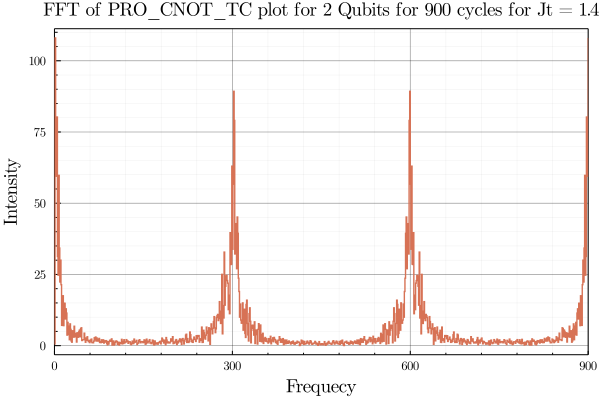 FFT of PRO_CNOT_TC plot for 2 Qubits for 900 cycles for Jt = 1.4
100
75
50
25
0
Intensity
0 300 600 900
Frequecy